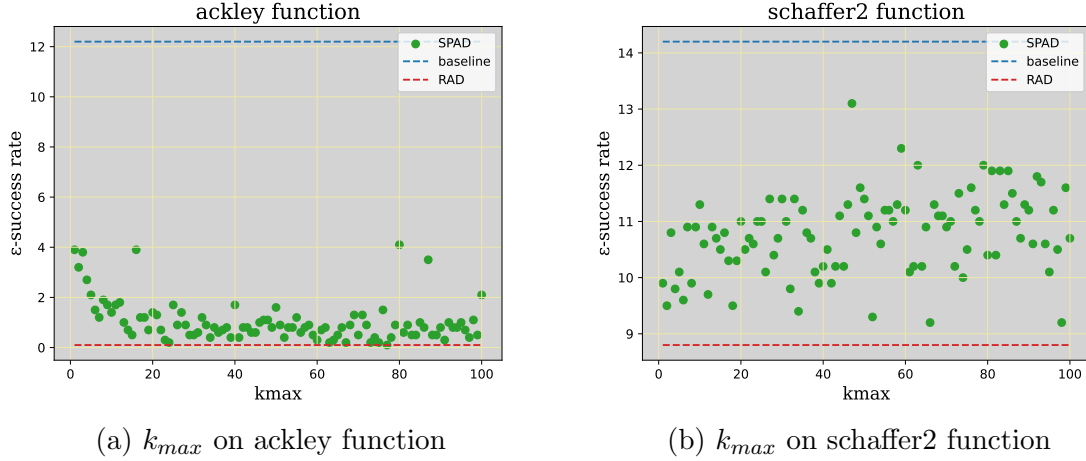 ackley function
SPAD
baseline
RAD
12
10
8
6
4
2
0
ε-success rate
0 20 40 60 80 100
kmax
(a) kmax on ackley function
schaffer2 function
SPAD
baseline
RAD
14
13
12
11
10
9
ε-success rate
0 20 40 60 80 100
kmax
(b) kmax on schaffer2 function